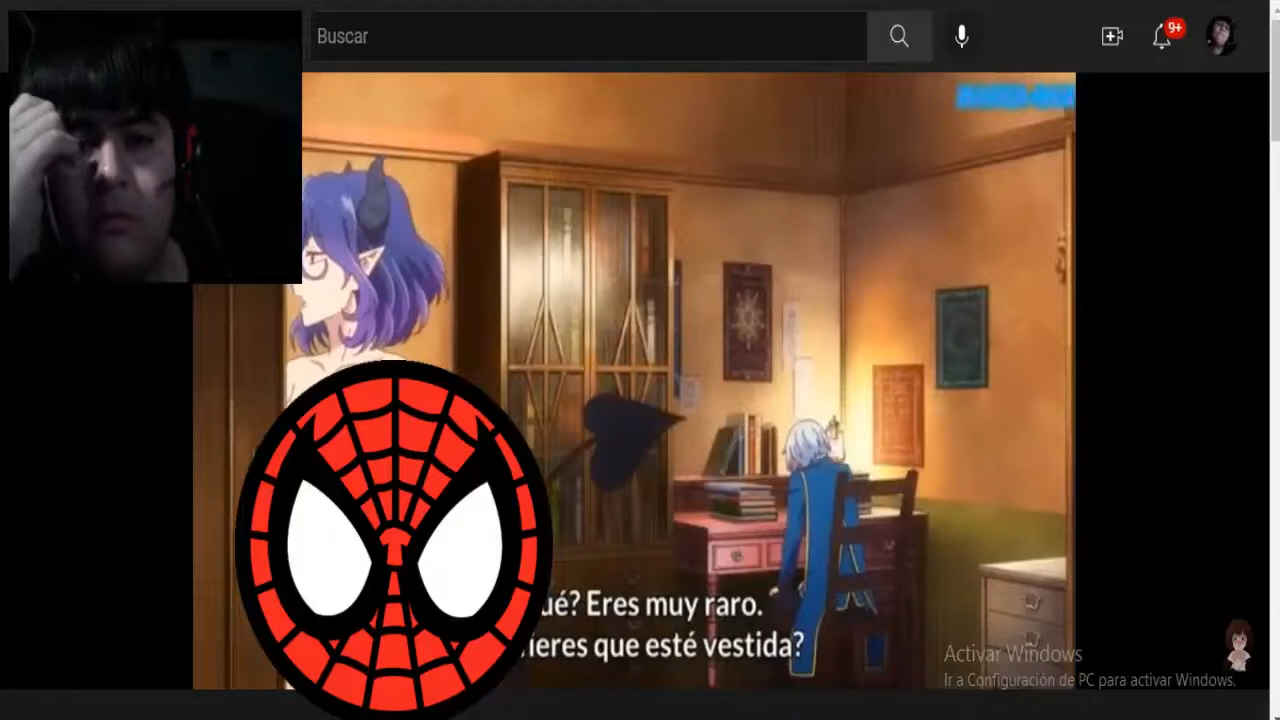 Buscar
9+
ué? Eres muy raro.
ieres que esté vestida?
Activar Windows
Ir a Configuración de PC para activar Windows.